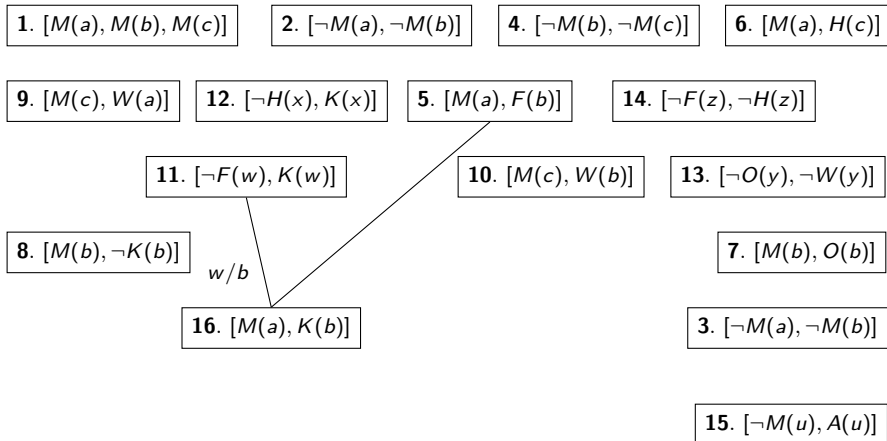 1. [M(a), M(b), M(c)] 2. [¬M(a), ¬M(b)] 4. [¬M(b), ¬M(c)] 6. [M(a), H(c)]
9. [M(c), W(a)] 12. [¬H(x), K(x)] 5. [M(a), F(b)] 14. [¬F(z), ¬H(z)]
11. [¬F(w), K(w)] 10. [M(c), W(b)] 13. [¬O(y), ¬W(y)]
8. [M(b), ¬K(b)] 7. [M(b), O(b)]
w/b
16. [M(a), K(b)] 3. [¬M(a), ¬M(b)]
15. [¬M(u), A(u)]